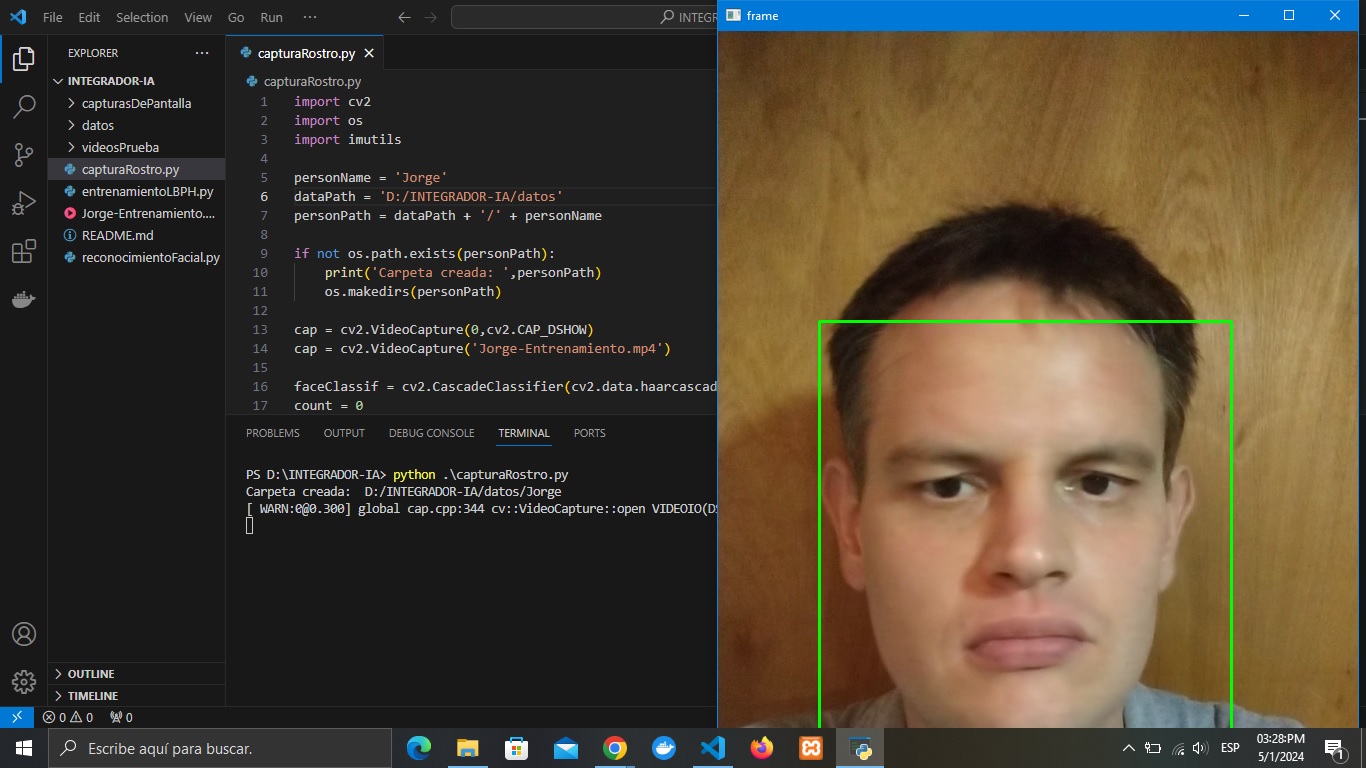 File Edit Selection View Go Run ···
INTEGR
frame
EXPLORER
INTEGRADOR-IA
capturasDePantalla
datos
videosPrueba
capturaRostro.py
entrenamientoLBPH.py
Jorge-Entrenamiento....
README.md
reconocimientoFacial.py
OUTLINE
TIMELINE
capturaRostro.py
capturaRostro.py
1 import cv2
2 import os
3 import imutils
4
5 personName = 'Jorge'
6 dataPath = 'D:/INTEGRADOR-IA/datos'
7 personPath = dataPath + '/' + personName
8
9 if not os.path.exists(personPath):
10 print('Carpeta creada: ',personPath)
11 os.makedirs(personPath)
12
13 cap = cv2.VideoCapture(0,cv2.CAP_DSHOW)
14 cap = cv2.VideoCapture('Jorge-Entrenamiento.mp4')
15
16 faceClassif = cv2.CascadeClassifier(cv2.data.haarcascad
17 count = 0
PROBLEMS OUTPUT DEBUG CONSOLE TERMINAL PORTS
PS D:\INTEGRADOR-IA> python .\capturaRostro.py
Carpeta creada:  D:/INTEGRADOR-IA/datos/Jorge
[ WARN:0@0.300] global cap.cpp:344 cv::VideoCapture::open VIDEOIO(DS
0 0 0
Escribe aquí para buscar.
ESP
03:28:PM
5/1/2024
1